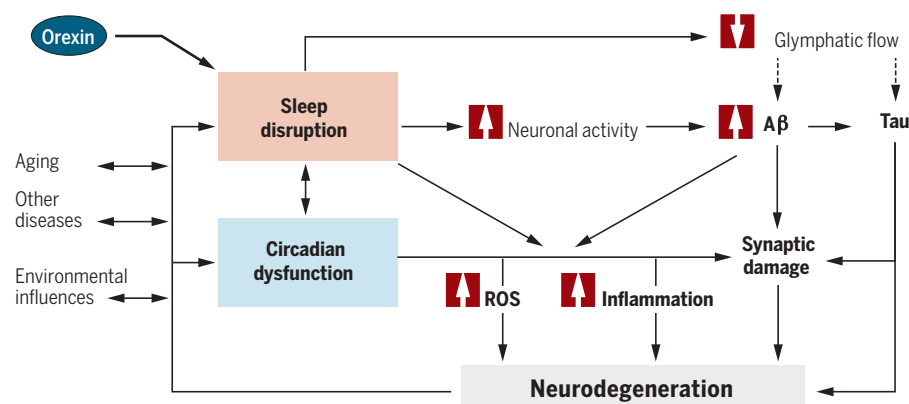 Orexin
Glymphatic flow
Sleep
disruption
Neuronal activity
Aβ
Tau
Aging
Other
diseases
Circadian
dysfunction
Synaptic
damage
Environmental
influences
ROS
Inflammation
Neurodegeneration